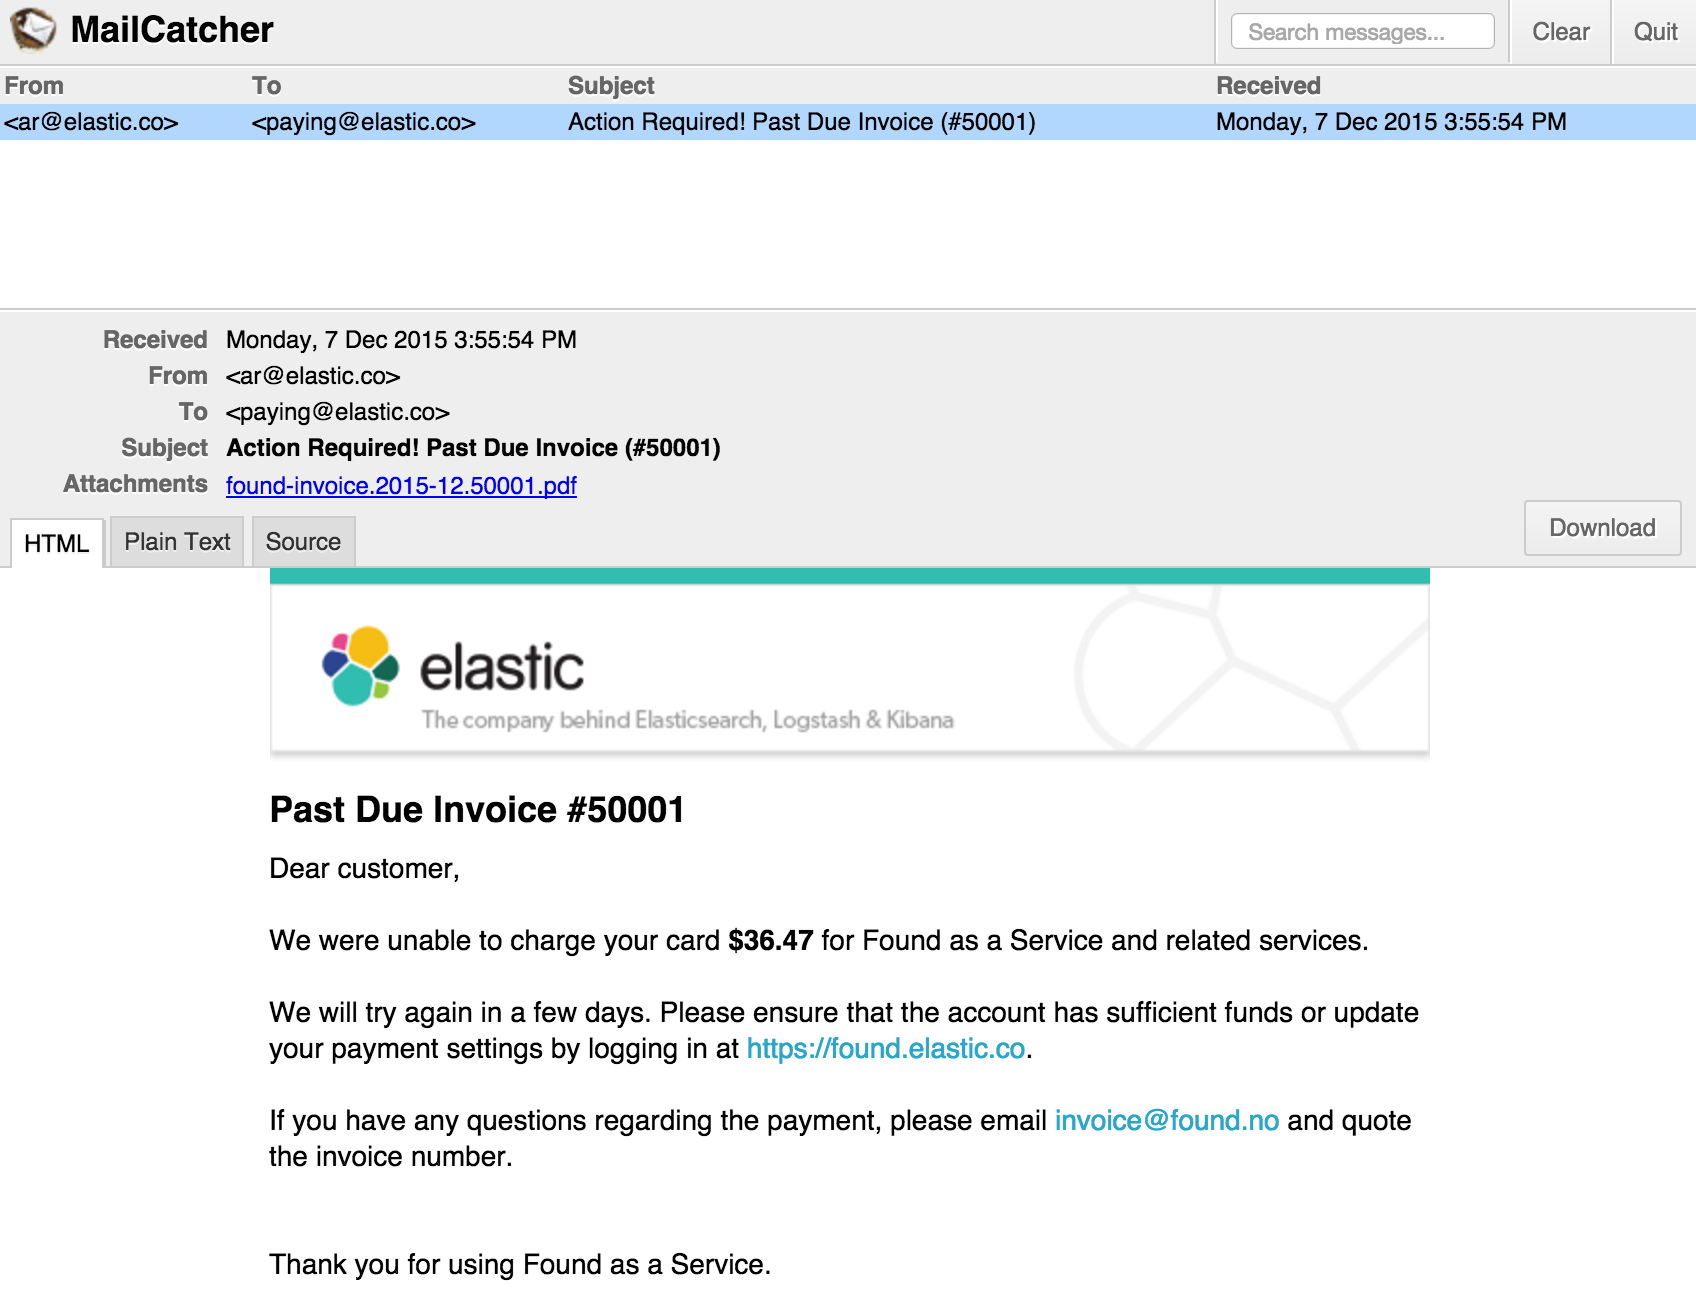 MailCatcher
Search messages...
Clear
Quit
From To Subject Received
<ar@elastic.co> <paying@elastic.co> Action Required! Past Due Invoice (#50001) Monday, 7 Dec 2015 3:55:54 PM
Received Monday, 7 Dec 2015 3:55:54 PM
From <ar@elastic.co>
To <paying@elastic.co>
Subject Action Required! Past Due Invoice (#50001)
Attachments found-invoice.2015-12.50001.pdf
HTML Plain Text Source Download
elastic
The company behind Elasticsearch, Logstash & Kibana
Past Due Invoice #50001
Dear customer,
We were unable to charge your card $36.47 for Found as a Service and related services.
We will try again in a few days. Please ensure that the account has sufficient funds or update
your payment settings by logging in at https://found.elastic.co.
If you have any questions regarding the payment, please email invoice@found.no and quote
the invoice number.
Thank you for using Found as a Service.